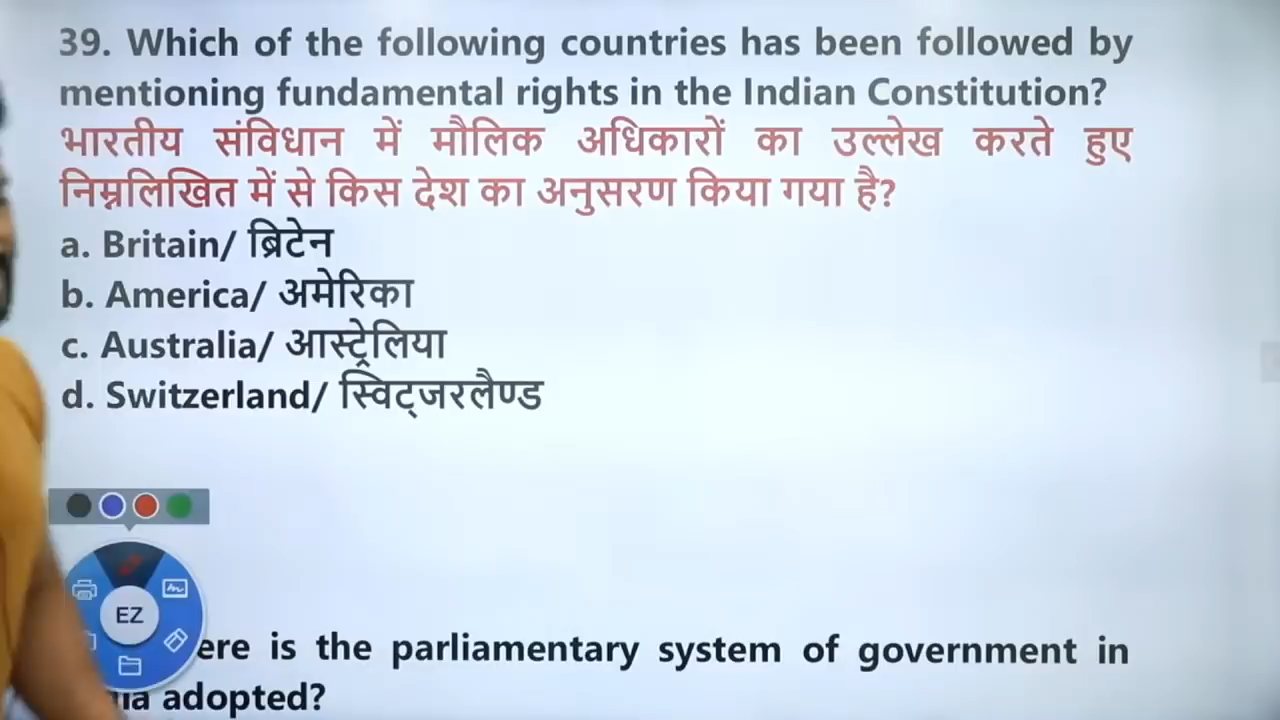 39. Which of the following countries has been followed by
mentioning fundamental rights in the Indian Constitution?
भारतीय संविधान में मौलिक अधिकारों का उल्लेख करते हुए
निम्नलिखित में से किस देश का अनुसरण किया गया है?
a. Britain/ ब्रिटेन
b. America/ अमेरिका
c. Australia/ आस्ट्रेलिया
d. Switzerland/ स्विट्जरलैण्ड
EZ
is the parliamentary system of government in
adopted?